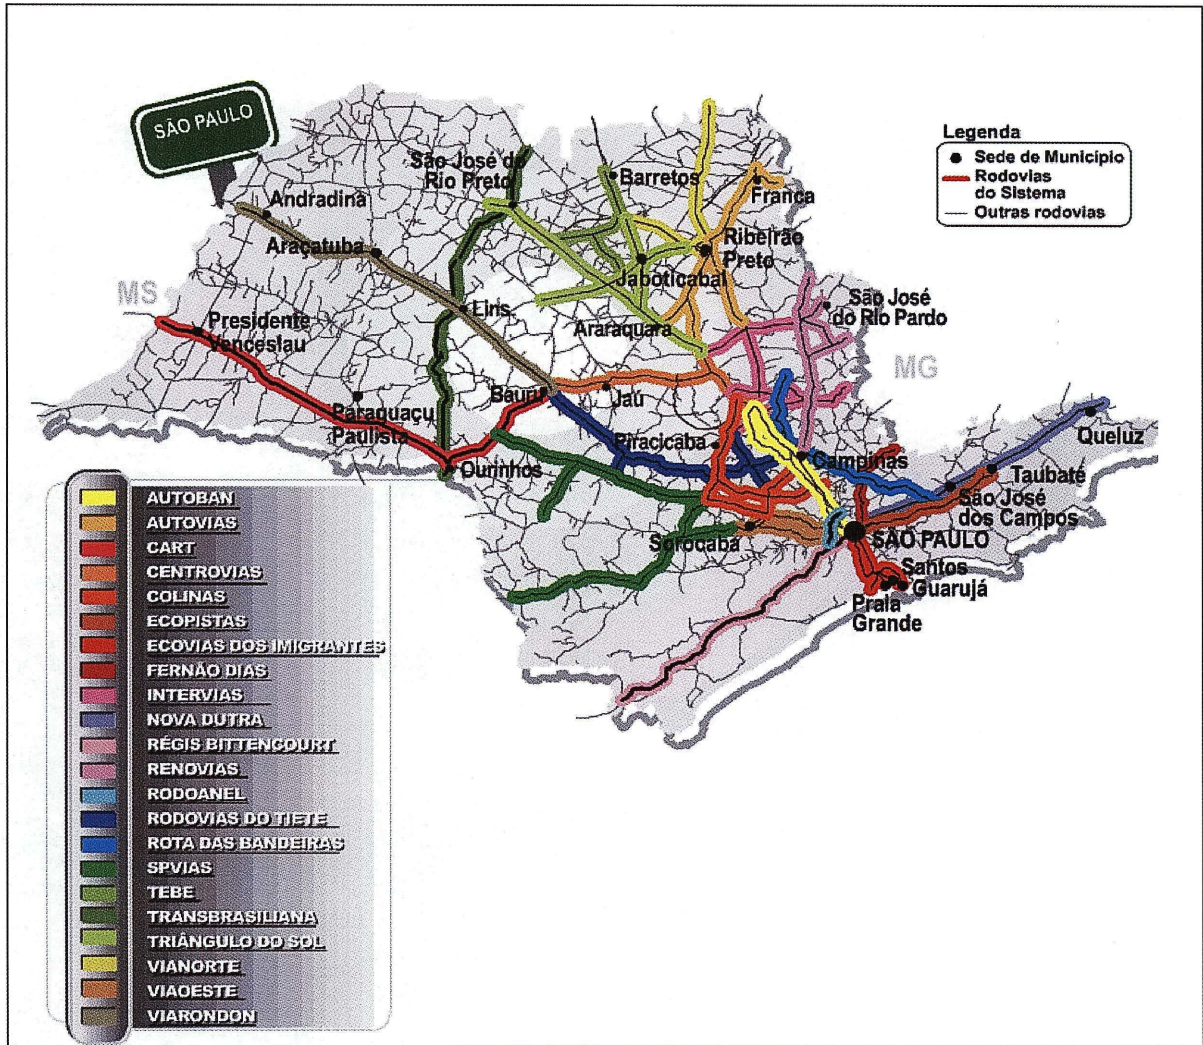 SÃO PAULO
Legenda
Sede de Município
Rodovias
do Sistema
Outras rodovias
São José do
Rio Preto
Barretos
Franca
Andradina
Araçatuba
Ribeirão
Preto
Jaboticabal
MS
Lins
Araraquara
São José
do Rio Pardo
Presidente
Venceslau
MG
Bauru
Jaú
Paraguaçu
Paulista
Piracicaba
Campinas
Queluz
Ourinhos
Taubaté
São José
dos Campos
Sorocaba
SÃO PAULO
Santos
Guarujá
Praia
Grande
AUTOBAN
AUTOVIAS
CART
CENTROVIAS
COLINAS
ECOPISTAS
ECOVIAS DOS IMIGRANTES
FERNÃO DIAS
INTERVIAS
NOVA DUTRA
RÉGIS BITTENCOURT
RENOVIAS
RODOANEL
RODOVIAS DO TIETE
ROTA DAS BANDEIRAS
SPVIAS
TEBE
TRANSBRASILIANA
TRIÂNGULO DO SOL
VIANORTE
VIAOESTE
VIARONDON